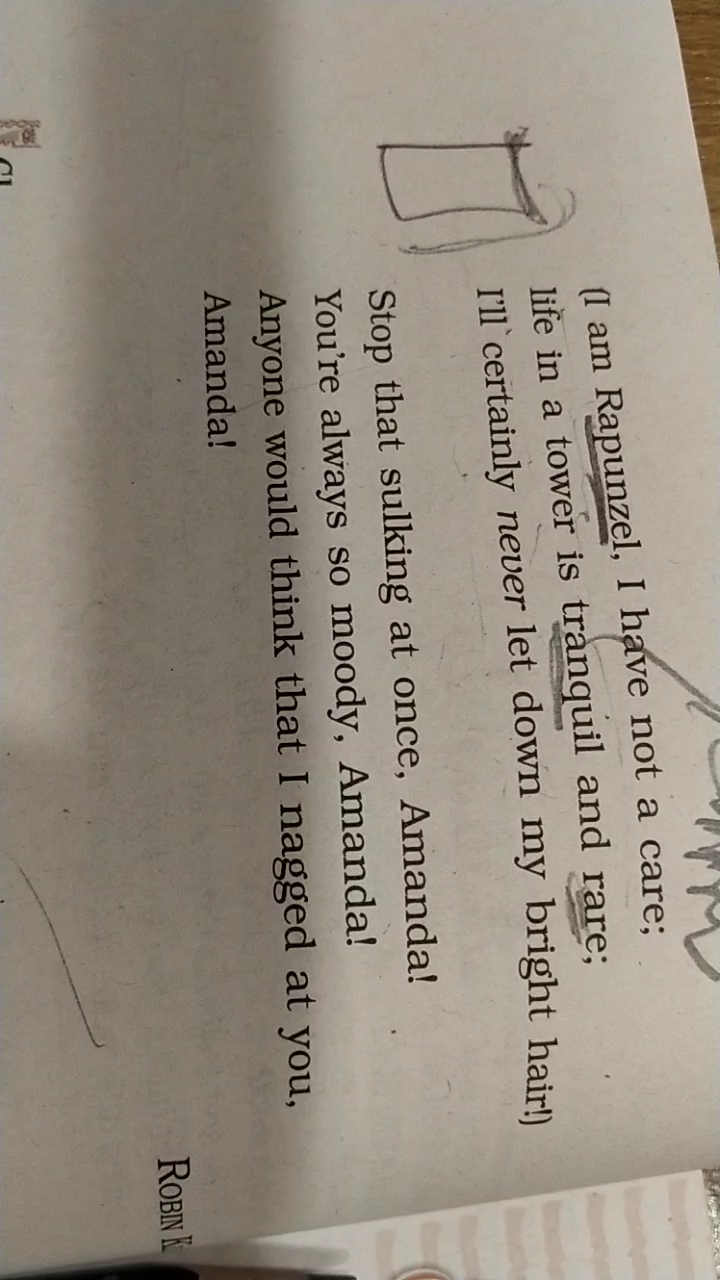 (I am Rapunzel, I have not a care;
life in a tower is tranquil and rare;
I'll certainly never let down my bright hair!)
Stop that sulking at once, Amanda!
You're always so moody, Amanda!
Anyone would think that I nagged at you,
Amanda!
ROBIN